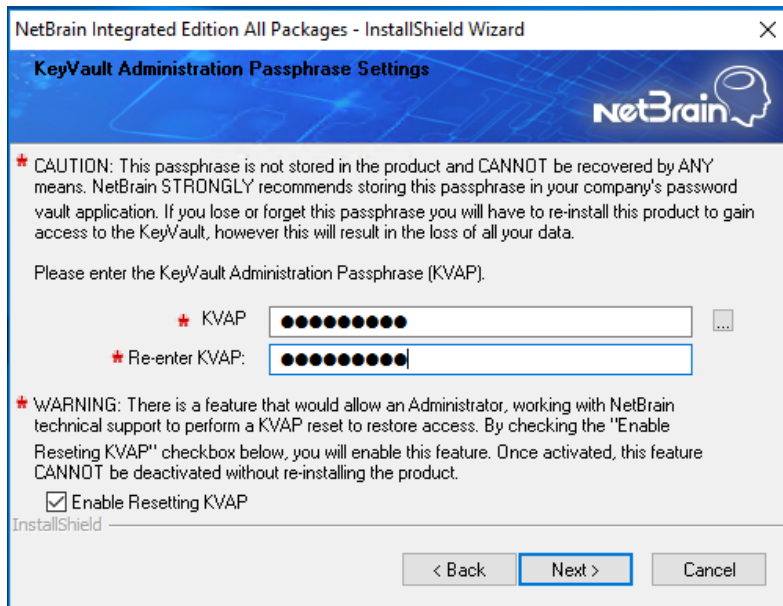 NetBrain Integrated Edition All Packages - InstallShield Wizard
KeyVault Administration Passphrase Settings
NetBrain
* CAUTION: This passphrase is not stored in the product and CANNOT be recovered by ANY
means. NetBrain STRONGLY recommends storing this passphrase in your company's password
vault application. If you lose or forget this passphrase you will have to re-install this product to gain
access to the KeyVault, however this will result in the loss of all your data.
Please enter the KeyVault Administration Passphrase (KVAP).
* KVAP ●●●●●●●●● ...
* Re-enter KVAP: ●●●●●●●●●
* WARNING: There is a feature that would allow an Administrator, working with NetBrain
technical support to perform a KVAP reset to restore access. By checking the "Enable
Reseting KVAP" checkbox below, you will enable this feature. Once activated, this feature
CANNOT be deactivated without re-installing the product.
Enable Resetting KVAP
InstallShield
< Back Next > Cancel